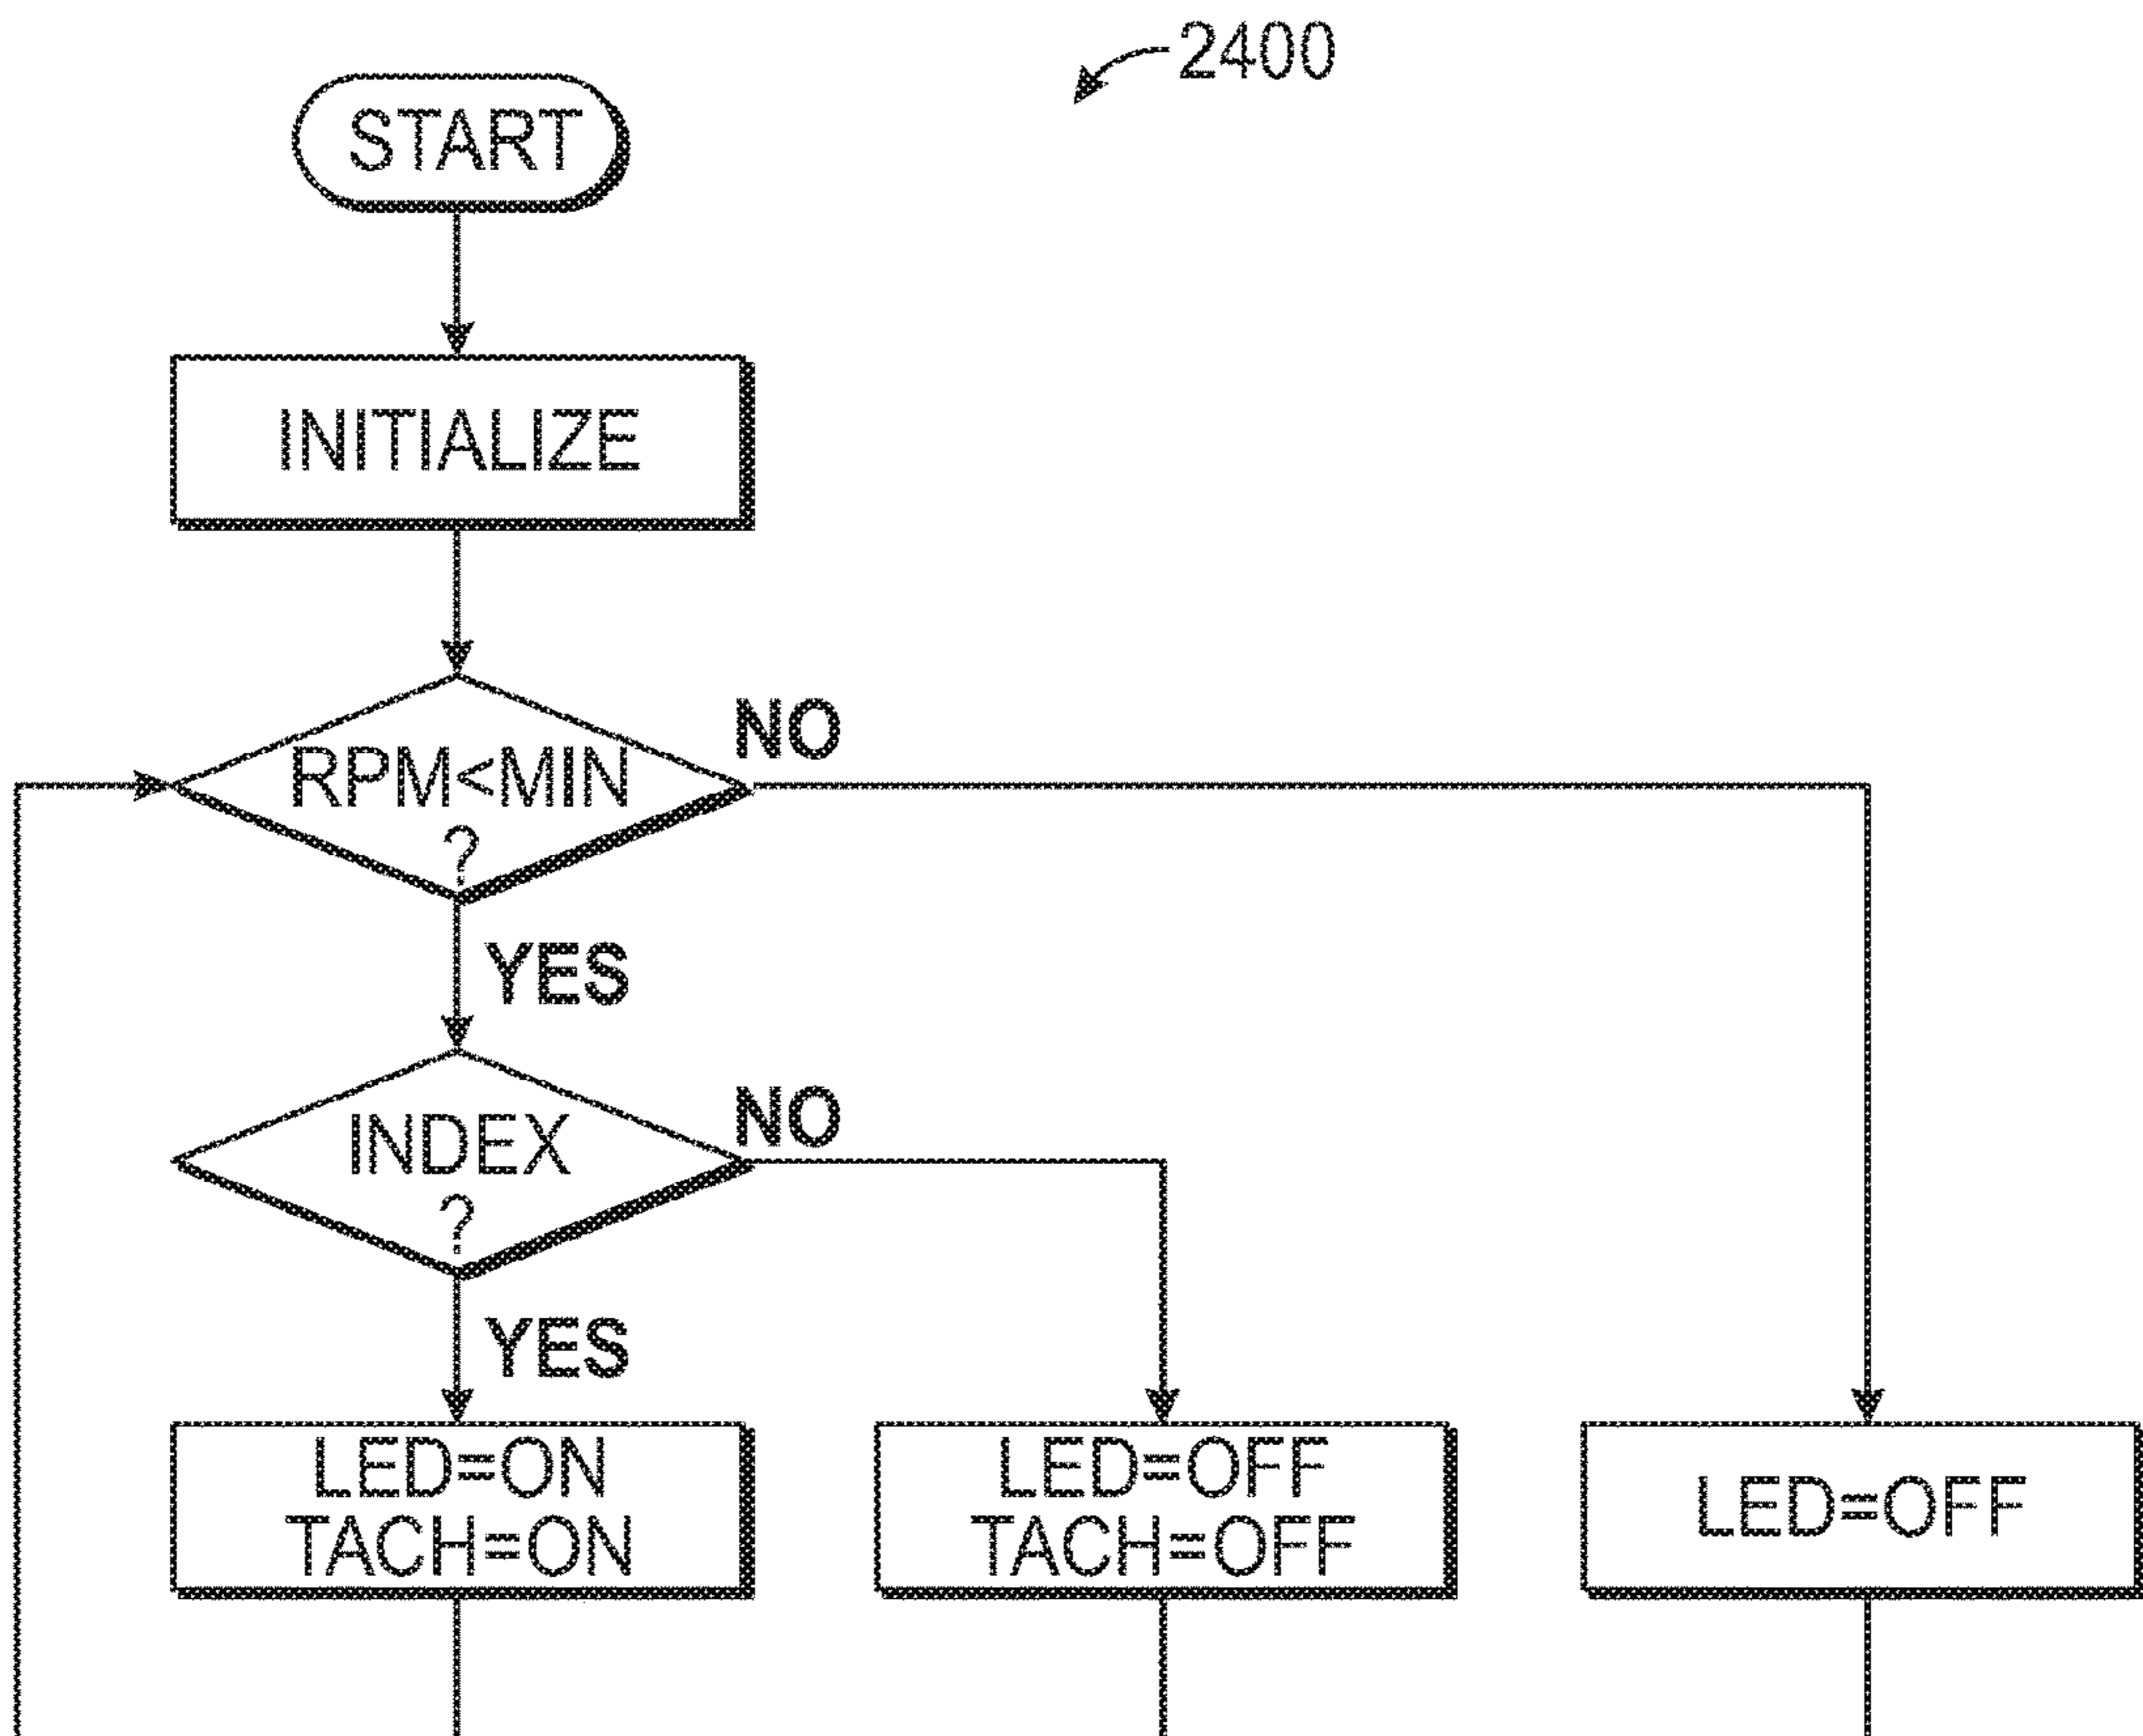 2400
START
INITIALIZE
NO
RPM<MIN
?
YES
NO
INDEX
?
YES
LED=ON
TACH=ON
LED=OFF
TACH=OFF
LED=OFF